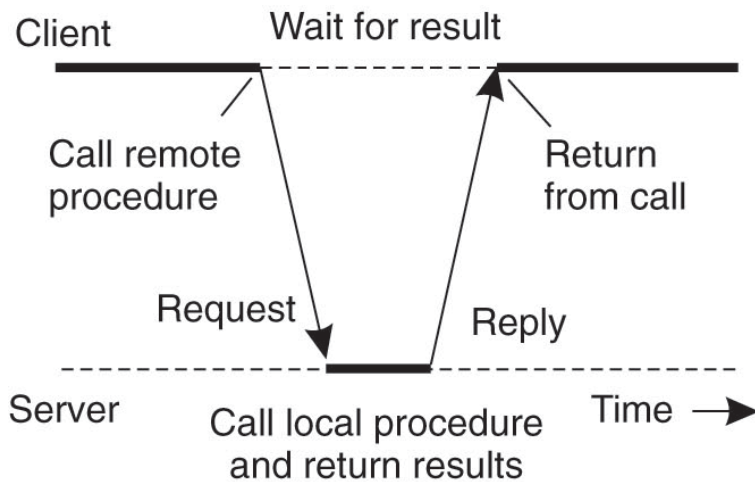 Client
Wait for result
Call remote
procedure
Return
from call
Request
Reply
Server
Call local procedure
and return results
Time